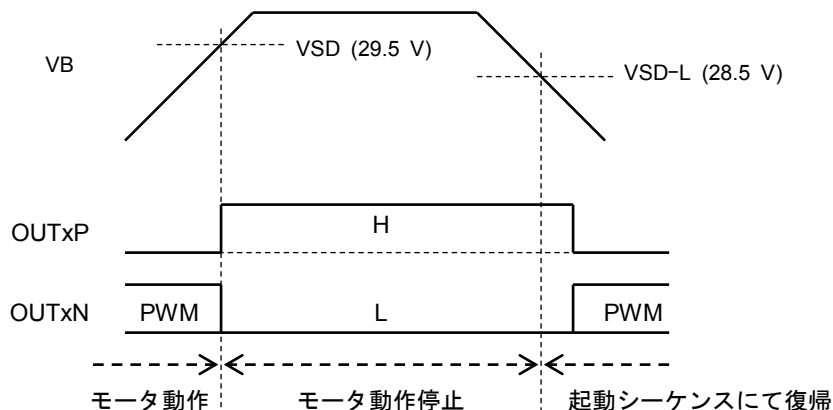 VB
VSD (29.5 V)
VSD-L (28.5 V)
OUTxP
H
OUTxN
PWM
L
PWM
モータ動作
モータ動作停止
起動シーケンスにて復帰